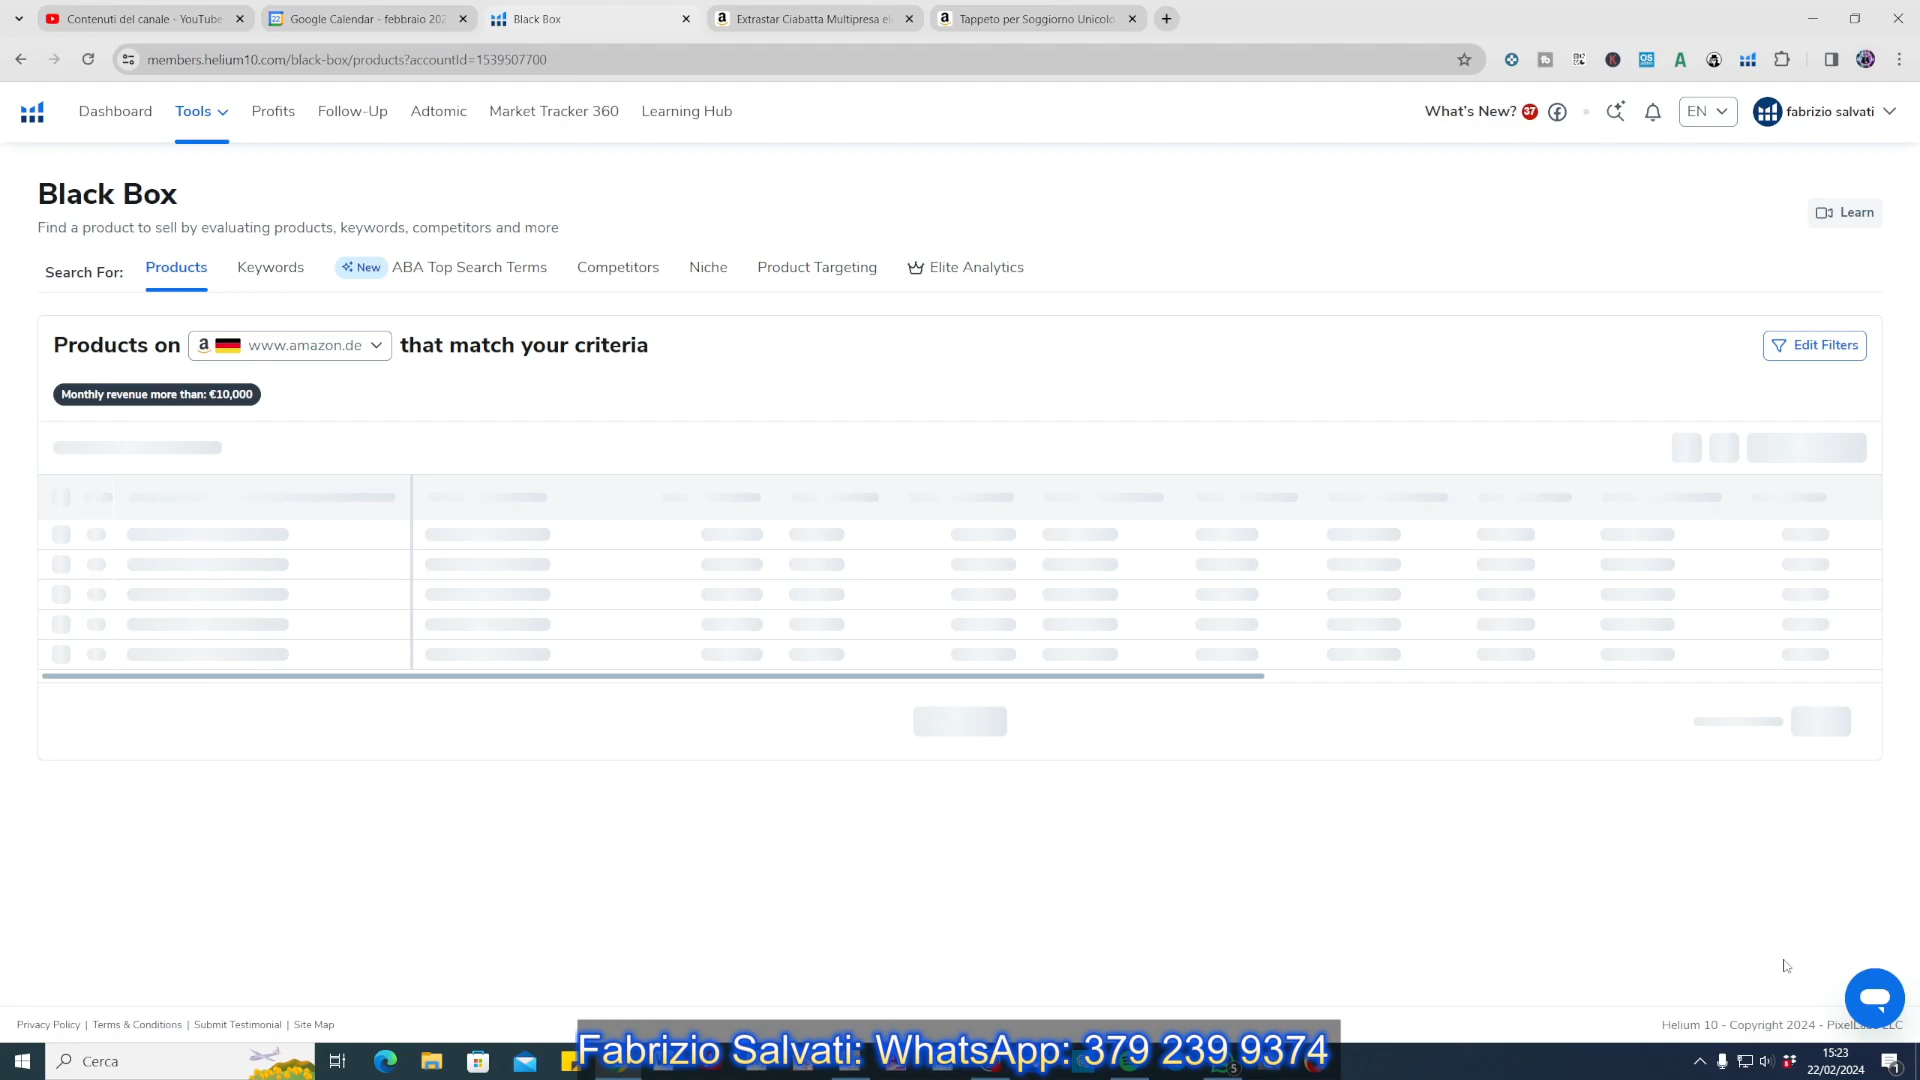 Contenuti del canale - YouTube
Google Calendar - febbraio 202
Black Box
Extrastar Ciabatta Multipresa el
Tappeto per Soggiorno Unicolo
members.helium10.com/black-box/products?accountId=1539507700
Dashboard
Tools
Profits
Follow-Up
Adtomic
Market Tracker 360
Learning Hub
What's New? 37
EN
fabrizio salvati
Black Box
Find a product to sell by evaluating products, keywords, competitors and more
Learn
Search For:
Products
Keywords
New ABA Top Search Terms
Competitors
Niche
Product Targeting
Elite Analytics
Products on www.amazon.de that match your criteria
Edit Filters
Monthly revenue more than: €10,000
Privacy Policy | Terms & Conditions | Submit Testimonial | Site Map
Helium 10 - Copyright 2024 - PixelLabs LLC
Fabrizio Salvati: WhatsApp: 379 239 9374
Cerca
5
15:23
22/02/2024
1